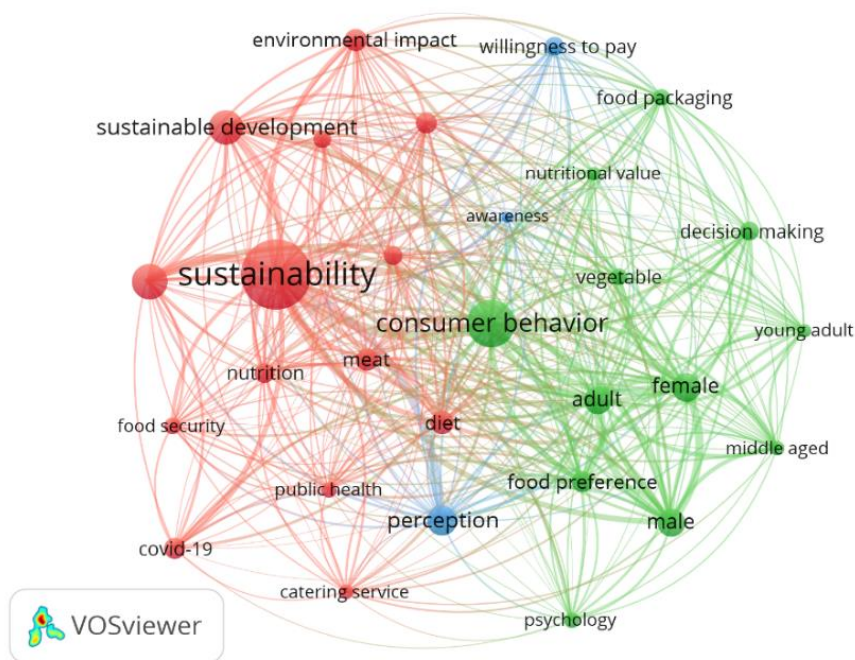 environmental impact
willingness to pay
sustainable development
food packaging
nutritional value
awareness
decision making
sustainability
vegetable
consumer behavior
young adult
nutrition
meat
adult
female
food security
diet
middle aged
public health
food preference
perception
male
covid-19
catering service
psychology
VOSviewer